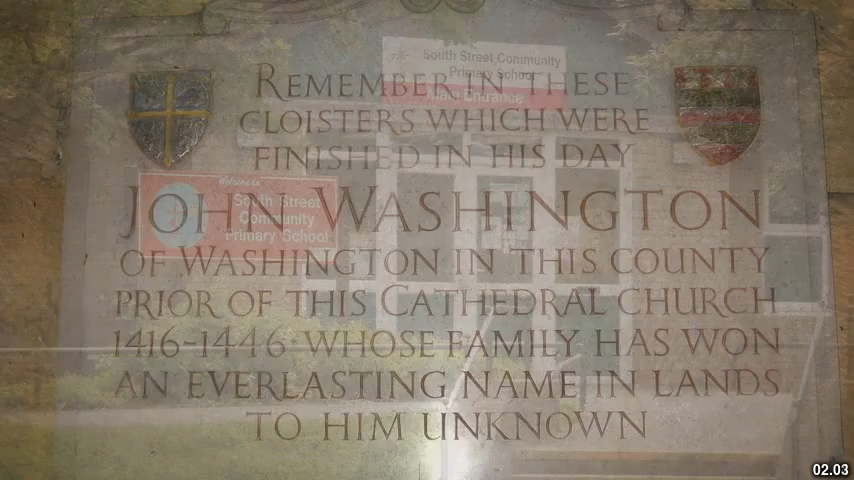 South Street Community
Primary School
Main Entrance
REMEMBER IN THESE
CLOISTERS WHICH WERE
FINISHED IN HIS DAY
Welcome to
South Street
Community
Primary School
JOHN WASHINGTON
OF WASHINGTON IN THIS COUNTY
PRIOR OF THIS CATHEDRAL CHURCH
1416-1446 WHOSE FAMILY HAS WON
AN EVERLASTING NAME IN LANDS
TO HIM UNKNOWN
02.03